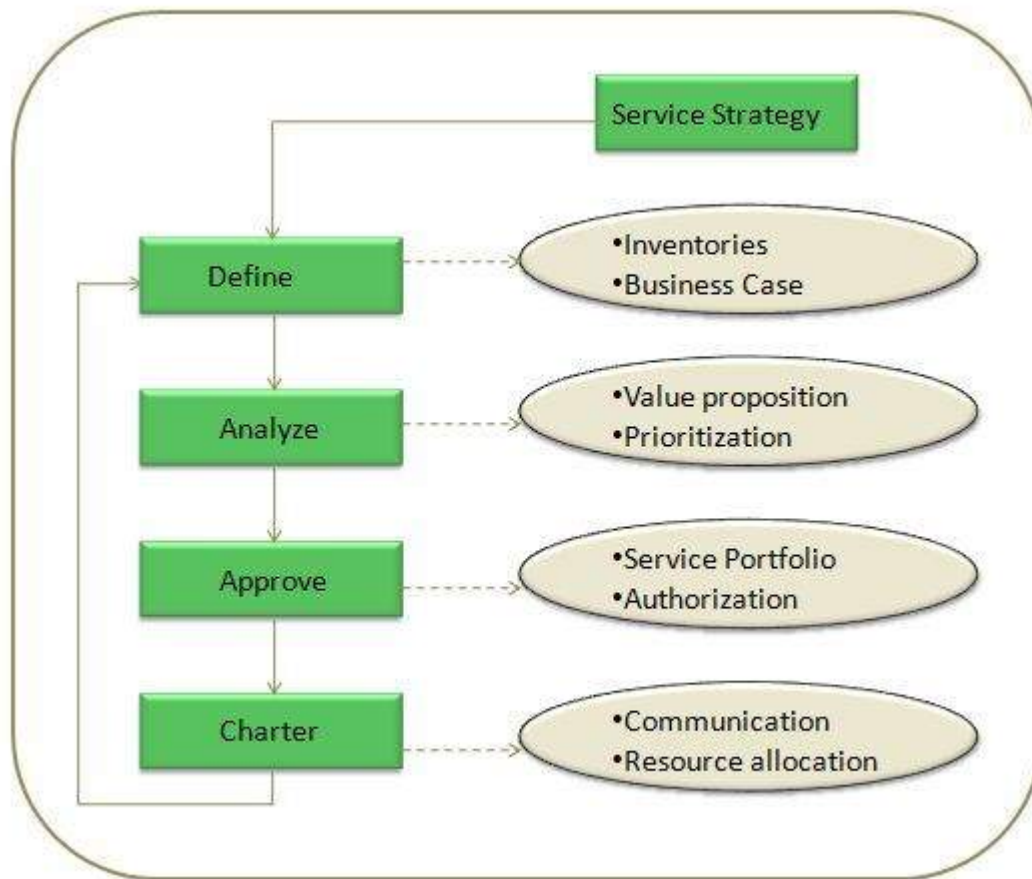 Service Strategy
Define
•Inventories
•Business Case
Analyze
•Value proposition
•Prioritization
Approve
•Service Portfolio
•Authorization
Charter
•Communication
•Resource allocation